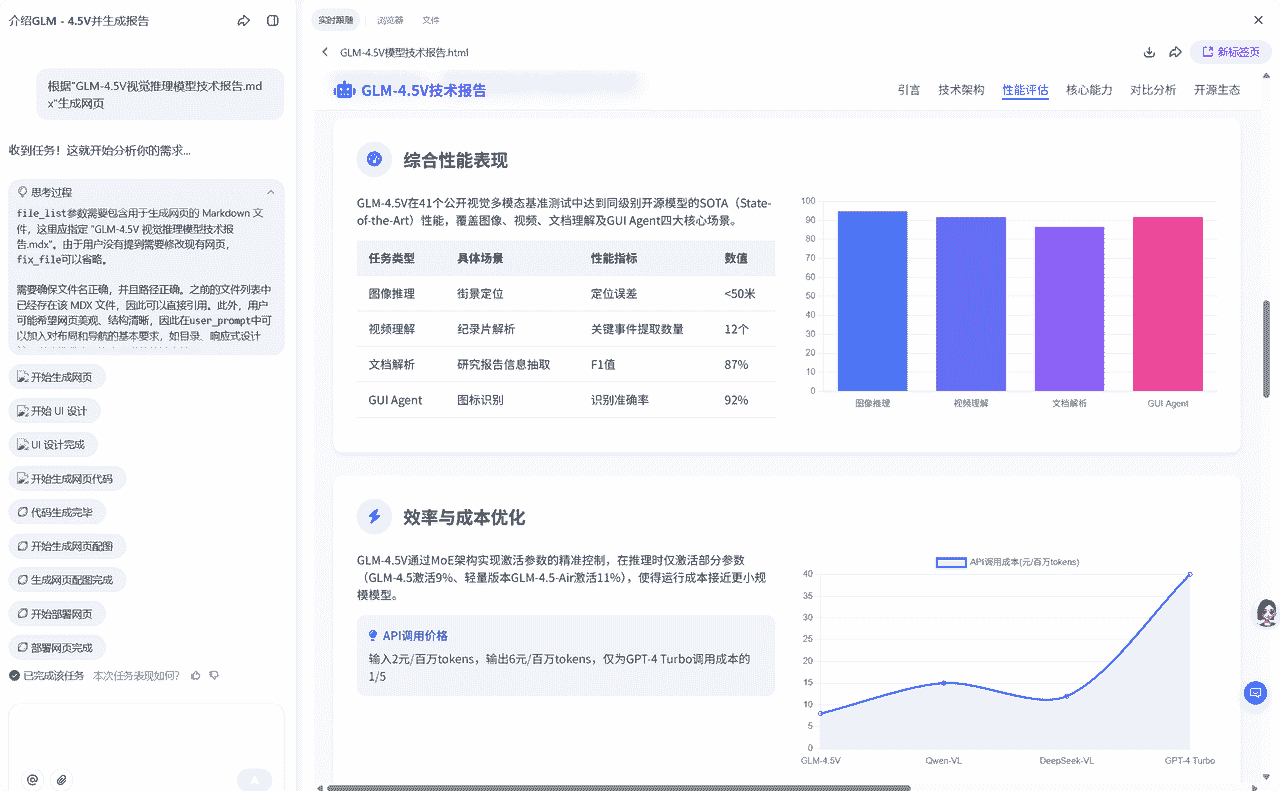 介绍GLM - 4.5V并生成报告
根据"GLM-4.5V视觉推理模型技术报告.md
x"生成网页
收到任务！这就开始分析你的需求...
思考过程
file_list参数需要包含用于生成网页的 Markdown 文
件，这里应指定 "GLM-4.5V 视觉推理模型技术报
告.mdx"。由于用户没有提到需要修改现有网页，
fix_file可以省略。
需要确保文件名正确，并且路径正确。之前的文件列表中
已经存在该 MDX 文件，因此可以直接引用。此外，用户
可能希望网页美观、结构清晰，因此在user_prompt中可
以加入对布局和导航的基本要求，如目录、响应式设计
开始生成网页
开始 UI 设计
UI 设计完成
开始生成网页代码
代码生成完毕
开始生成网页配图
生成网页配图完成
开始部署网页
部署网页完成
已完成该任务 本次任务表现如何？
实时跟随 浏览器 文件
GLM-4.5V模型技术报告.html
新标签页
GLM-4.5V技术报告
引言 技术架构 性能评估 核心能力 对比分析 开源生态
综合性能表现
GLM-4.5V在41个公开视觉多模态基准测试中达到同级别开源模型的SOTA（State-
of-the-Art）性能，覆盖图像、视频、文档理解及GUI Agent四大核心场景。
任务类型 具体场景 性能指标 数值
图像推理 街景定位 定位误差 <50米
视频理解 纪录片解析 关键事件提取数量 12个
文档解析 研究报告信息抽取 F1值 87%
GUI Agent 图标识别 识别准确率 92%
100
90
80
70
60
50
40
30
20
10
0
图像推理 视频理解 文档解析 GUI Agent
效率与成本优化
GLM-4.5V通过MoE架构实现激活参数的精准控制，在推理时仅激活部分参数
（GLM-4.5激活9%、轻量版本GLM-4.5-Air激活11%），使得运行成本接近更小规
模模型。
API调用价格
输入2元/百万tokens，输出6元/百万tokens，仅为GPT-4 Turbo调用成本的
1/5
API调用成本(元/百万tokens)
40
35
30
25
20
15
10
5
0
GLM-4.5V Qwen-VL DeepSeek-VL GPT-4 Turbo